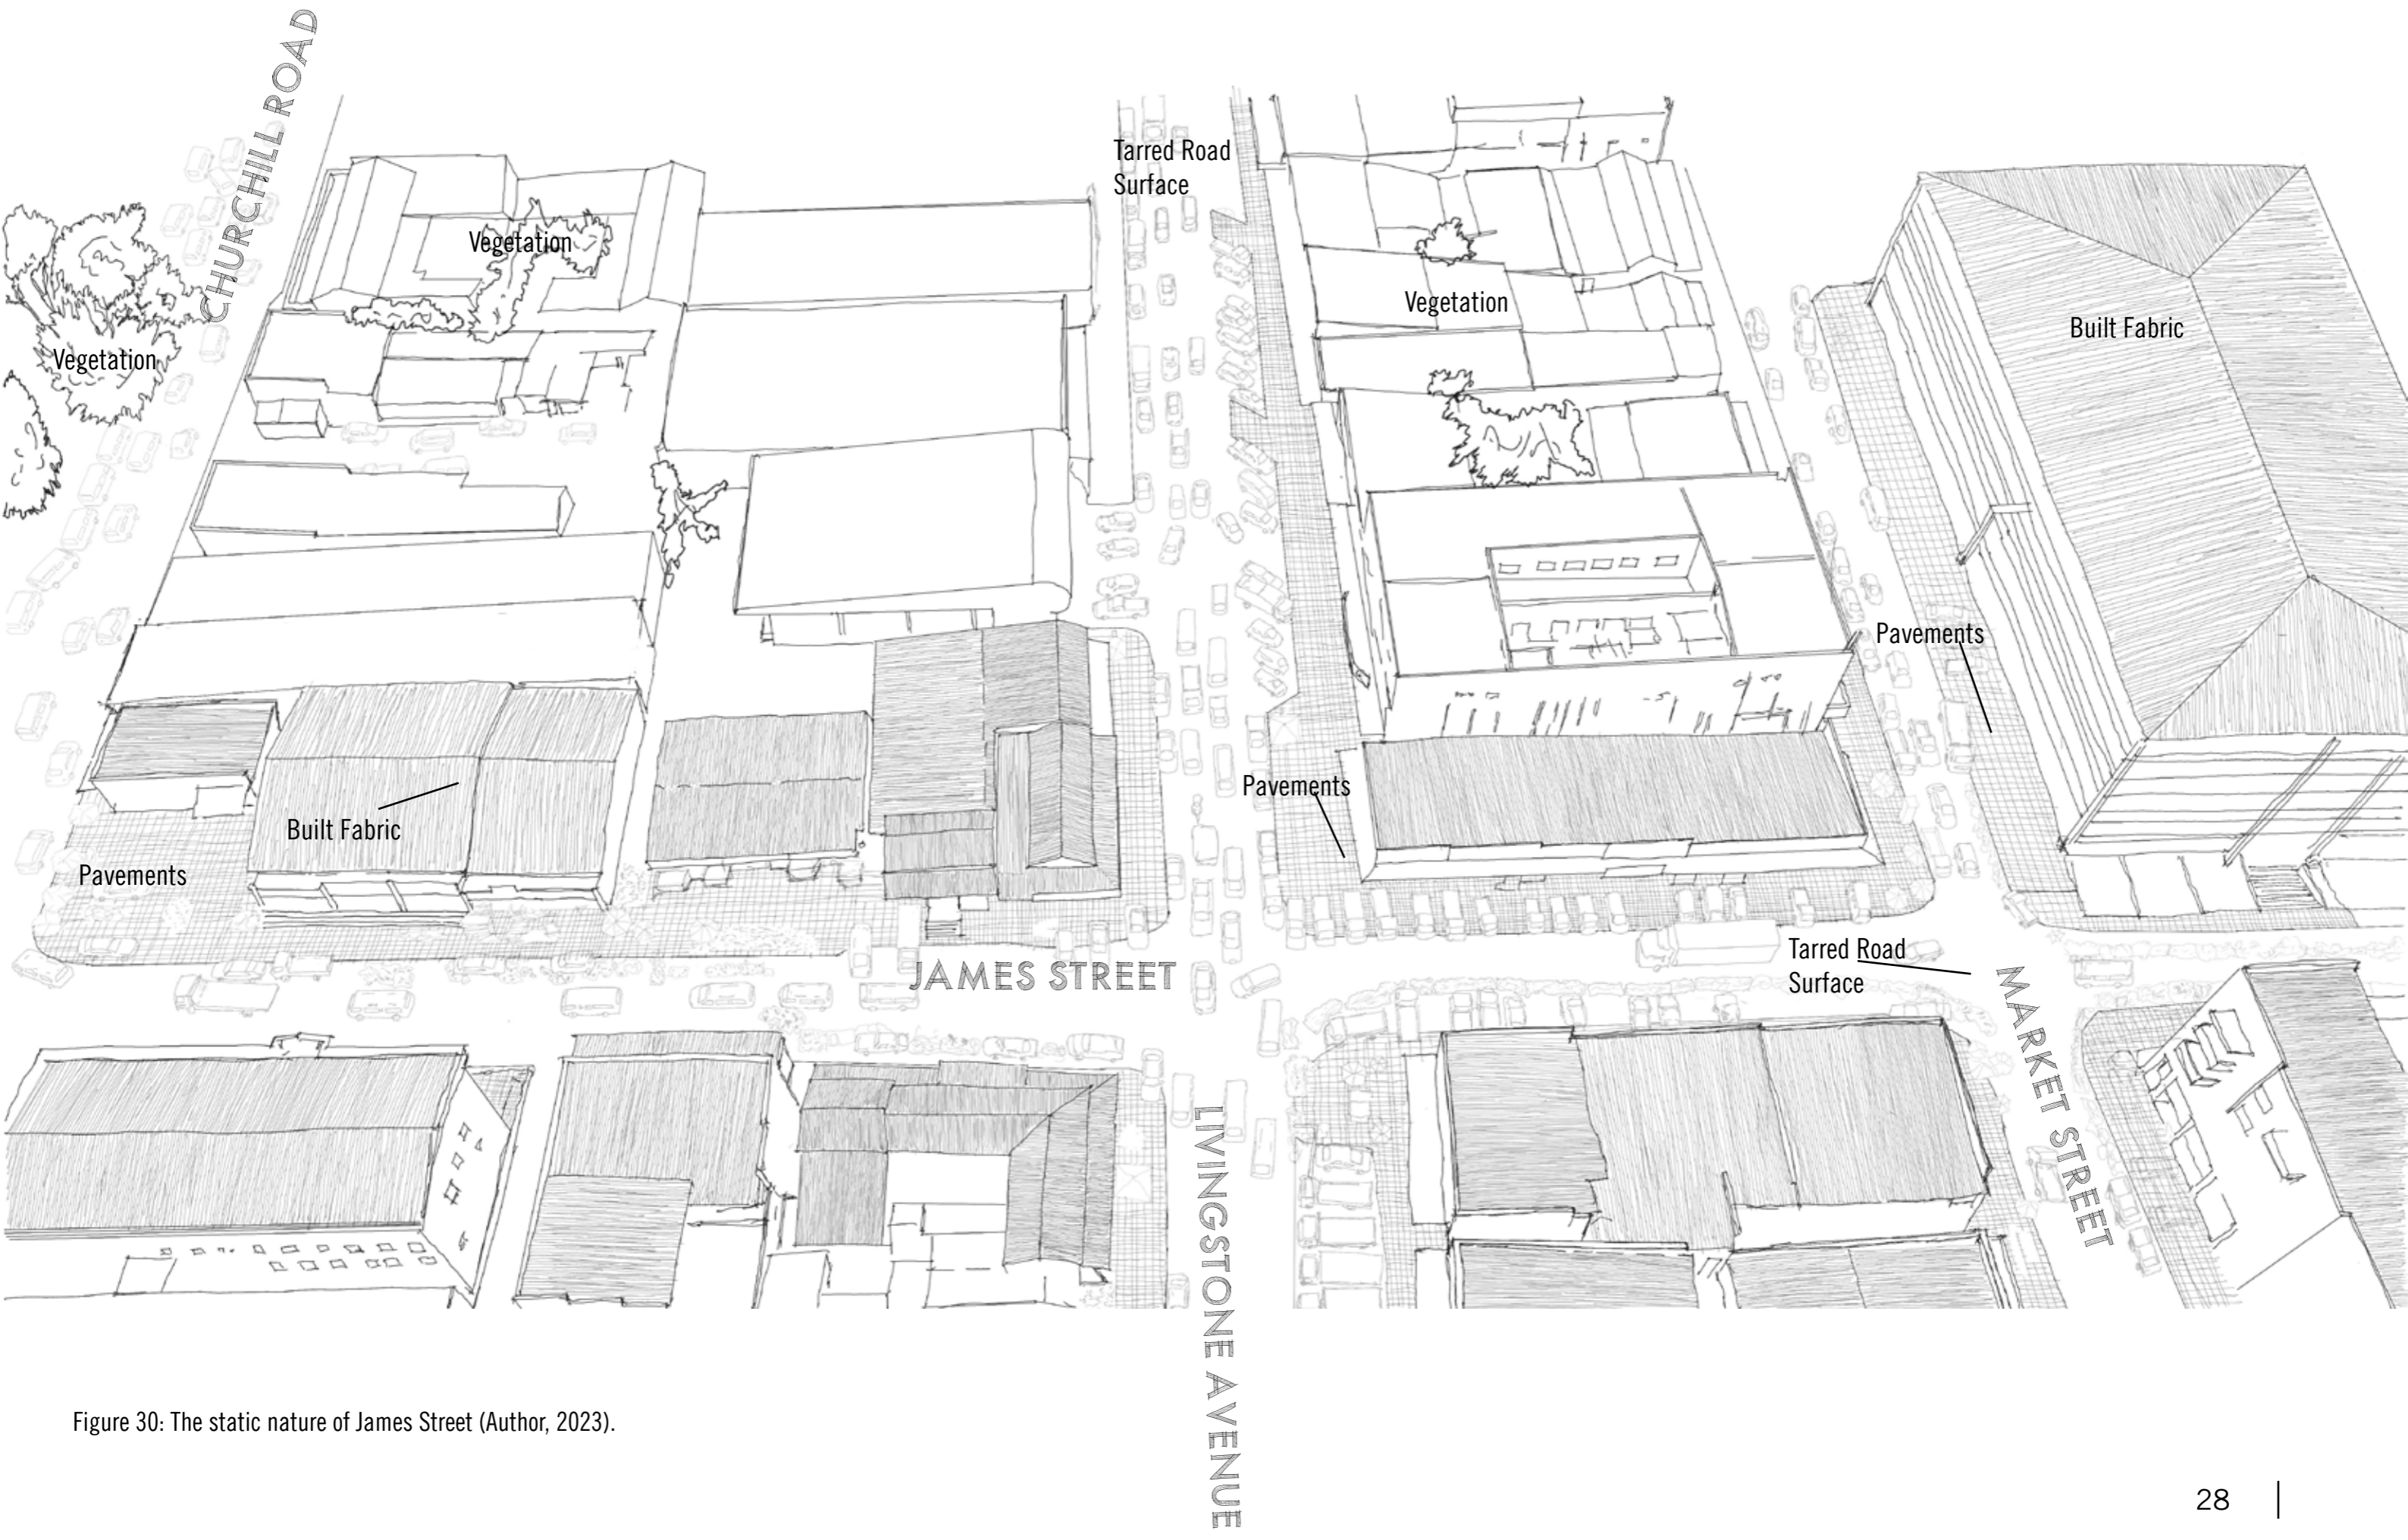 CHURCHILL ROAD
Tarred Road
Surface
Vegetation
Vegetation
Vegetation
Built Fabric
Pavements
Pavements
Built Fabric
Pavements
Tarred Road
Surface
JAMES STREET
MARKET STREET
LIVINGSTONE AVENUE
Figure 30: The static nature of James Street (Author, 2023).
28